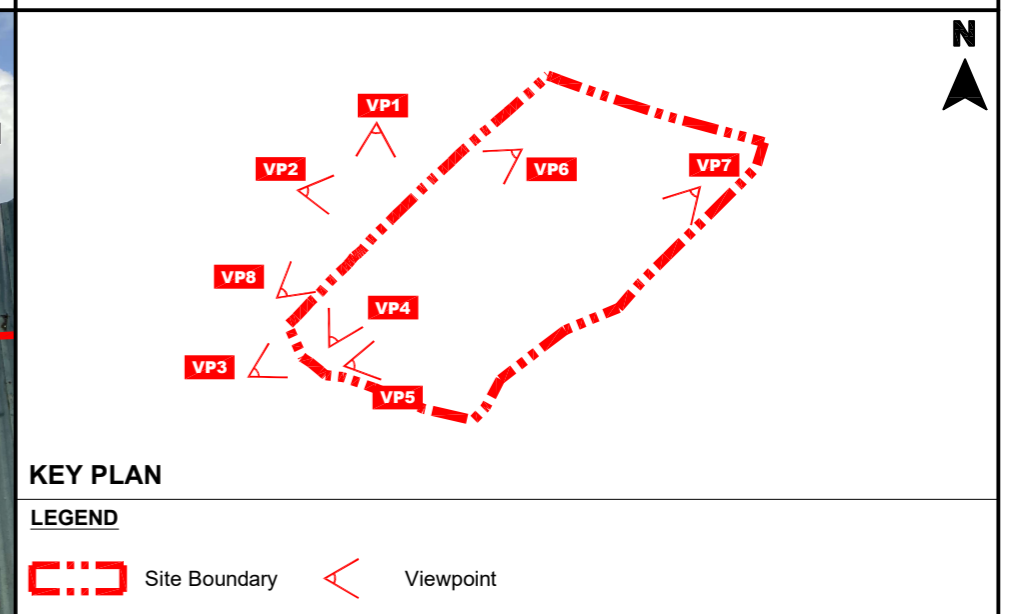 N
VP1
VP2
VP6
VP7
VP8
VP4
VP3
VP5
KEY PLAN
LEGEND
Site Boundary
Viewpoint